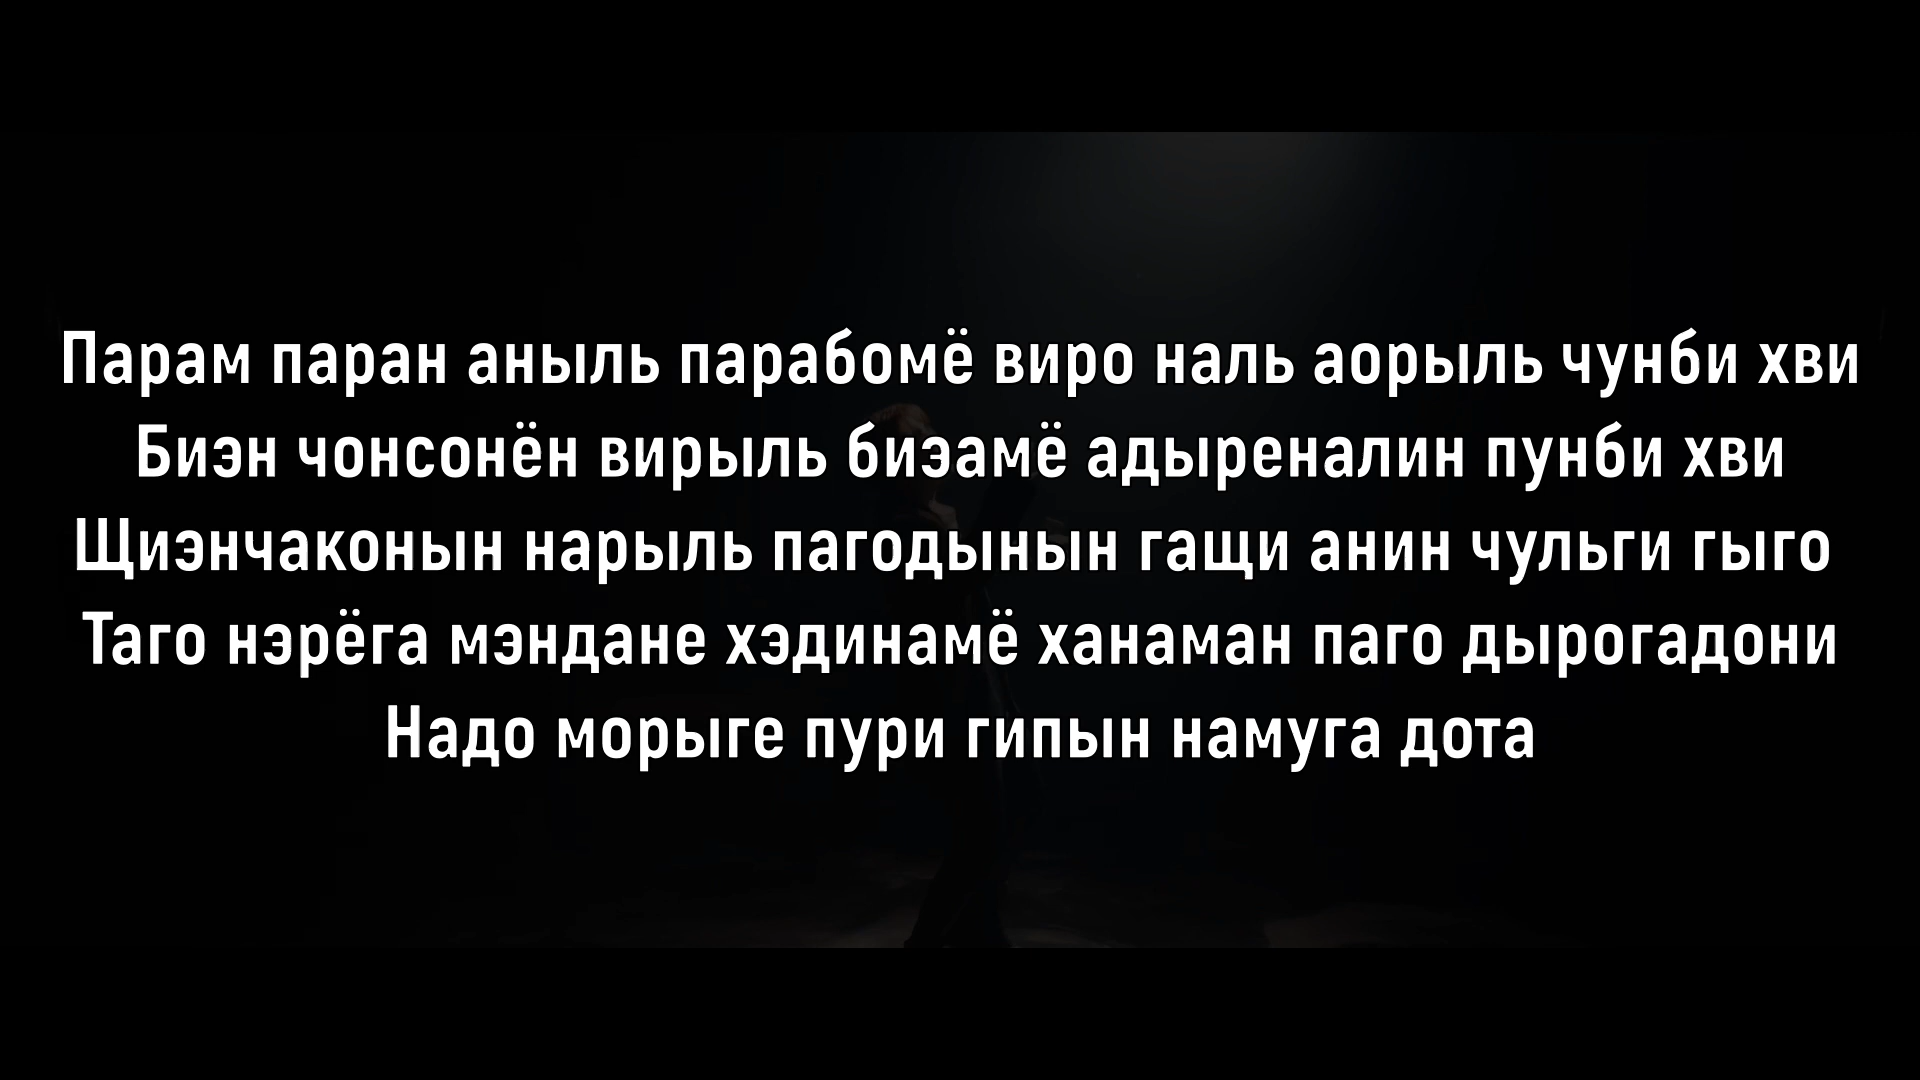 Парам паран аныль парабомё виро наль аорыль чунби хви
Биэн чонсонён вирыль биэамё адыреналин пунби хви
Щиэнчаконын нарыль пагодынын гащи анин чульги гыго
Таго нэрёга мэндане хэдинамё ханаман паго дырогадони
Надо морыге пури гипын намуга дота